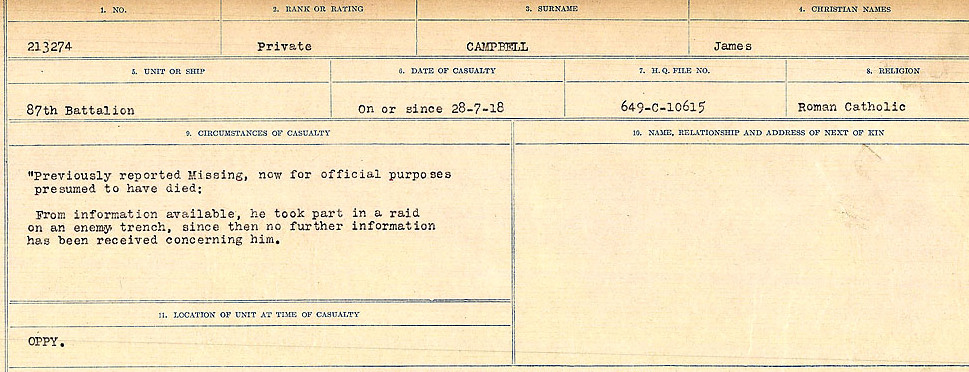 1. NO.
2. RANK OR RATING
3. SURNAME
4. CHRISTIAN NAMES
213274
Private
CAMPBELL
James
5. UNIT OR SHIP
6. DATE OF CASUALTY
7. H.Q. FILE NO.
8. RELIGION
87th Battalion
On or since 28-7-18
649-C-10615
Roman Catholic
9. CIRCUMSTANCES OF CASUALTY
"Previously reported Missing, now for official purposes
presumed to have died:
From information available, he took part in a raid
on an enemy trench, since then no further information
has been received concerning him.
10. NAME, RELATIONSHIP AND ADDRESS OF NEXT OF KIN
11. LOCATION OF UNIT AT TIME OF CASUALTY
OPPY.